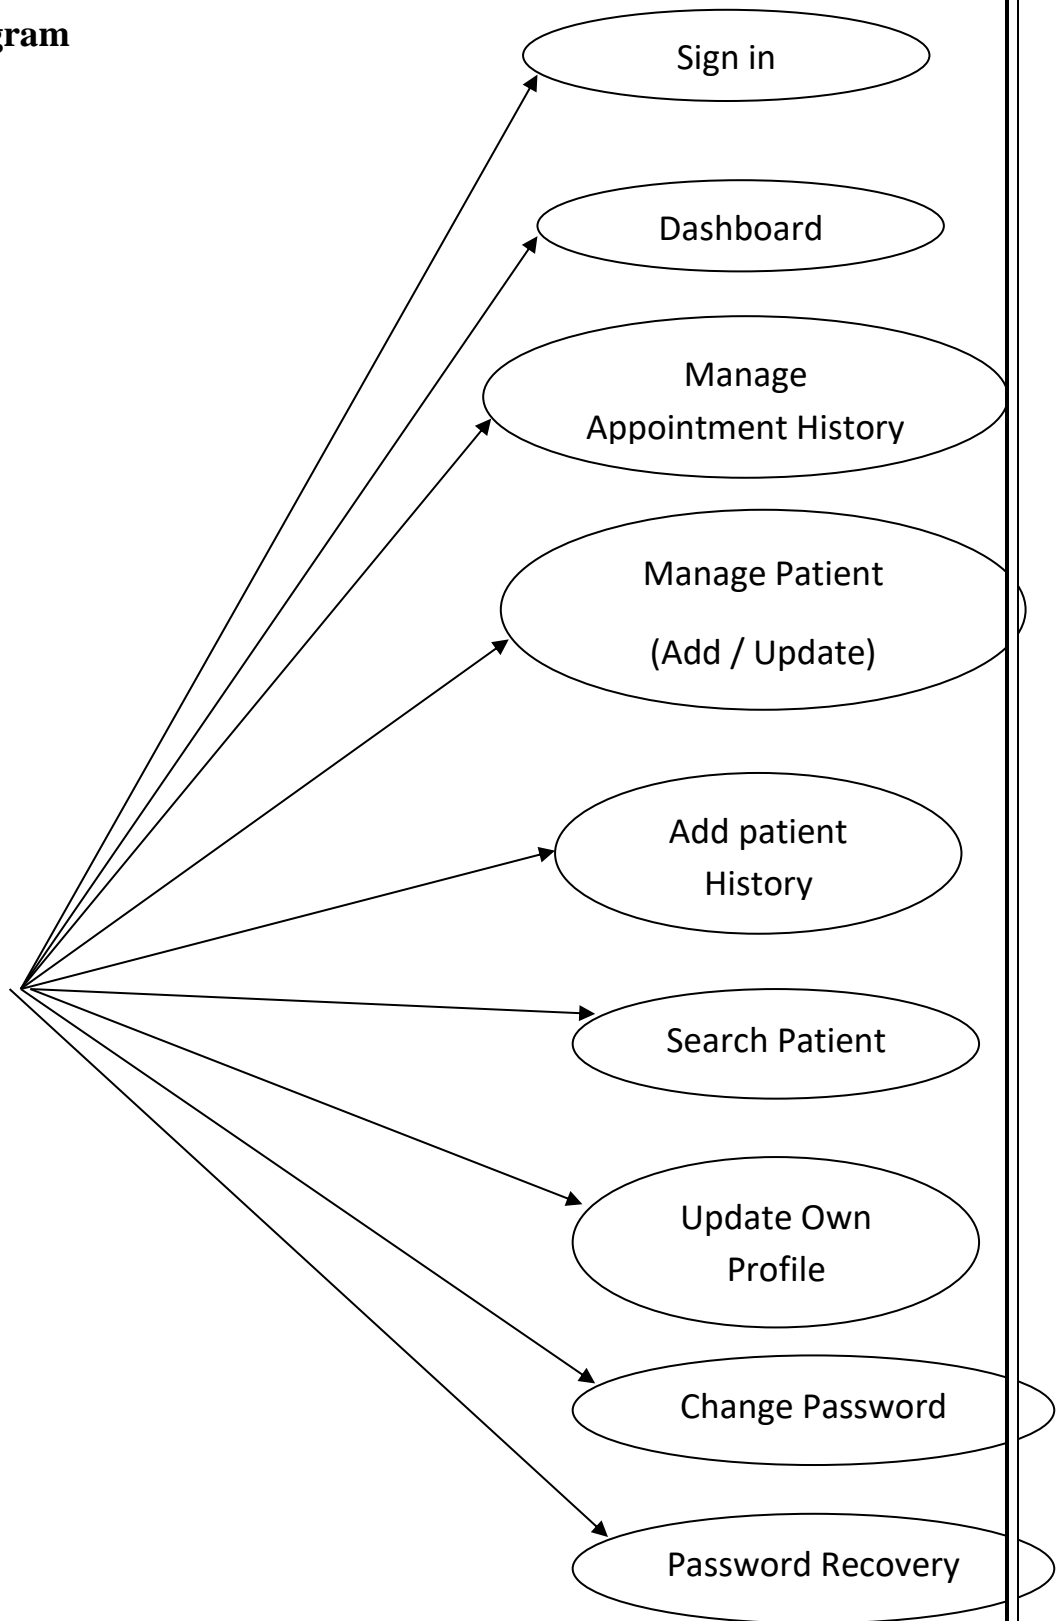 gram
Sign in
Dashboard
Manage
Appointment History
Manage Patient
(Add / Update)
Add patient
History
Search Patient
Update Own
Profile
Change Password
Password Recovery